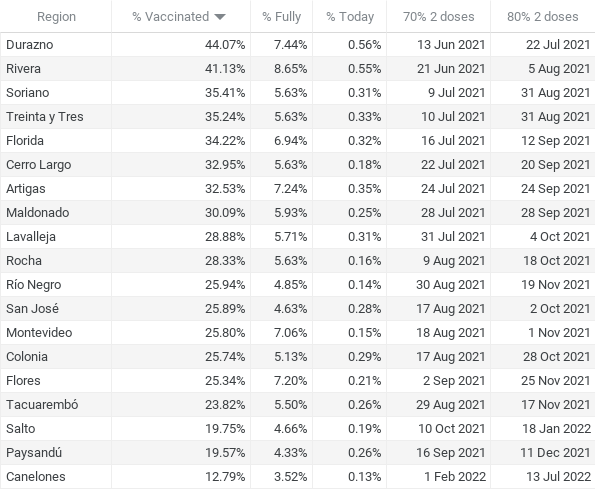 Region % Vaccinated % Fully % Today 70% 2 doses 80% 2 doses
Durazno 44.07% 7.44% 0.56% 13 Jun 2021 22 Jul 2021
Rivera 41.13% 8.65% 0.55% 21 Jun 2021 5 Aug 2021
Soriano 35.41% 5.63% 0.31% 9 Jul 2021 31 Aug 2021
Treinta y Tres 35.24% 5.63% 0.33% 10 Jul 2021 31 Aug 2021
Florida 34.22% 6.94% 0.32% 16 Jul 2021 12 Sep 2021
Cerro Largo 32.95% 5.63% 0.18% 22 Jul 2021 20 Sep 2021
Artigas 32.53% 7.24% 0.35% 24 Jul 2021 24 Sep 2021
Maldonado 30.09% 5.93% 0.25% 28 Jul 2021 28 Sep 2021
Lavalleja 28.88% 5.71% 0.31% 31 Jul 2021 4 Oct 2021
Rocha 28.33% 5.63% 0.16% 9 Aug 2021 18 Oct 2021
Río Negro 25.94% 4.85% 0.14% 30 Aug 2021 19 Nov 2021
San José 25.89% 4.63% 0.28% 17 Aug 2021 2 Oct 2021
Montevideo 25.80% 7.06% 0.15% 18 Aug 2021 1 Nov 2021
Colonia 25.74% 5.13% 0.29% 17 Aug 2021 28 Oct 2021
Flores 25.34% 7.20% 0.21% 2 Sep 2021 25 Nov 2021
Tacuarembó 23.82% 5.50% 0.26% 29 Aug 2021 17 Nov 2021
Salto 19.75% 4.66% 0.19% 10 Oct 2021 18 Jan 2022
Paysandú 19.57% 4.33% 0.26% 16 Sep 2021 11 Dec 2021
Canelones 12.79% 3.52% 0.13% 1 Feb 2022 13 Jul 2022